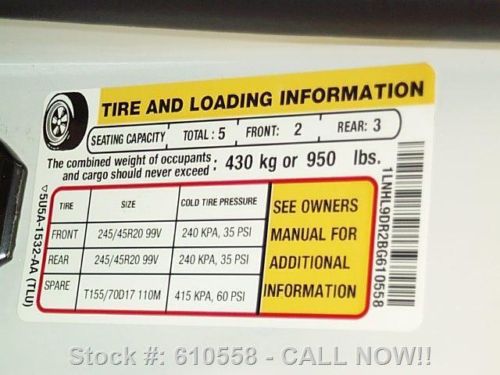 TIRE AND LOADING INFORMATION
SEATING CAPACITY TOTAL: 5 FRONT: 2 REAR: 3
The combined weight of occupants and cargo should never exceed: 430 kg or 950 lbs.
TIRE SIZE COLD TIRE PRESSURE
FRONT 245/45R20 99V 240 KPA, 35 PSI
REAR 245/45R20 99V 240 KPA, 35 PSI
SPARE T155/70D17 110M 415 KPA, 60 PSI
SEE OWNERS
MANUAL FOR
ADDITIONAL
INFORMATION
▽5U5A-1532-AA (TLU)
1LNHL9DR2BG610558
Stock #: 610558 - CALL NOW!!